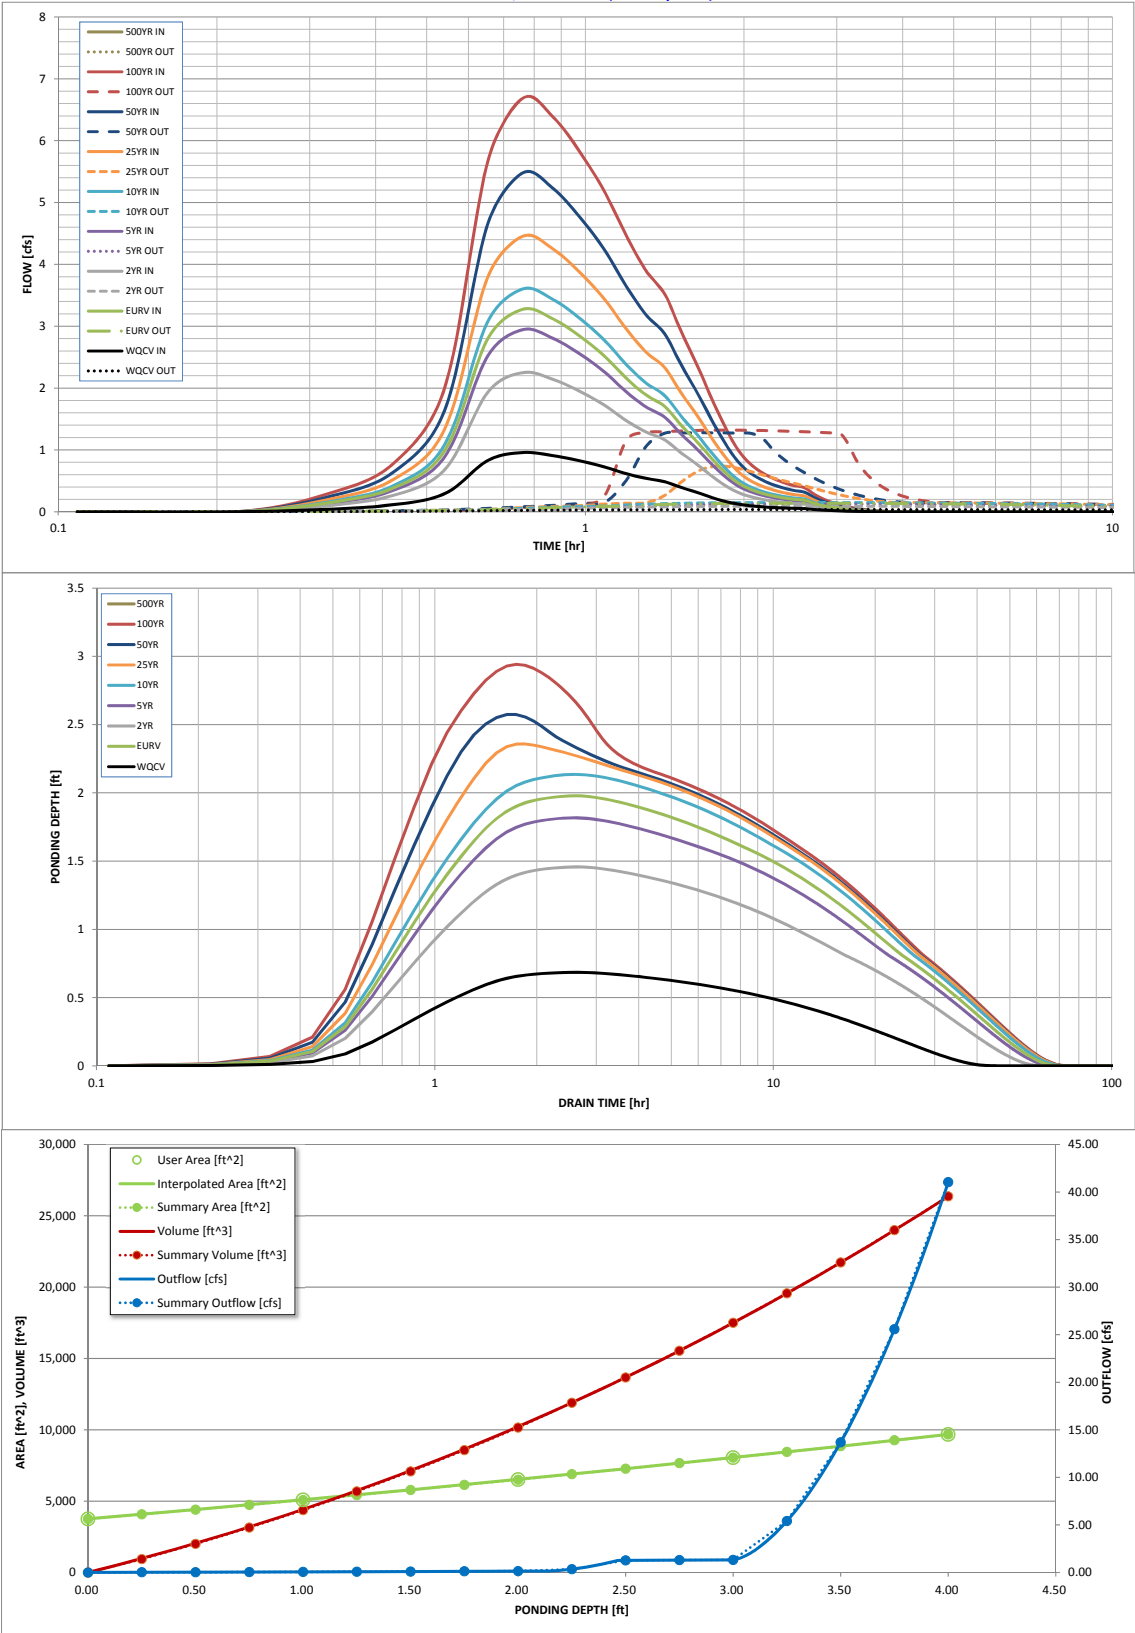 8
7
6
5
4
3
2
1
0
FLOW [cfs]
500YR IN
500YR OUT
100YR IN
100YR OUT
50YR IN
50YR OUT
25YR IN
25YR OUT
10YR IN
10YR OUT
5YR IN
5YR OUT
2YR IN
2YR OUT
EURV IN
EURV OUT
WQCV IN
WQCV OUT
0.1
1
10
TIME [hr]
3.5
3
2.5
2
1.5
1
0.5
0
PONDING DEPTH [ft]
500YR
100YR
50YR
25YR
10YR
5YR
2YR
EURV
WQCV
0.1
1
10
100
DRAIN TIME [hr]
30,000
25,000
20,000
15,000
10,000
5,000
0
AREA [ft^2], VOLUME [ft^3]
User Area [ft^2]
Interpolated Area [ft^2]
Summary Area [ft^2]
Volume [ft^3]
Summary Volume [ft^3]
Outflow [cfs]
Summary Outflow [cfs]
45.00
40.00
35.00
30.00
25.00
20.00
15.00
10.00
5.00
0.00
OUTFLOW [cfs]
0.00
0.50
1.00
1.50
2.00
2.50
3.00
3.50
4.00
4.50
PONDING DEPTH [ft]